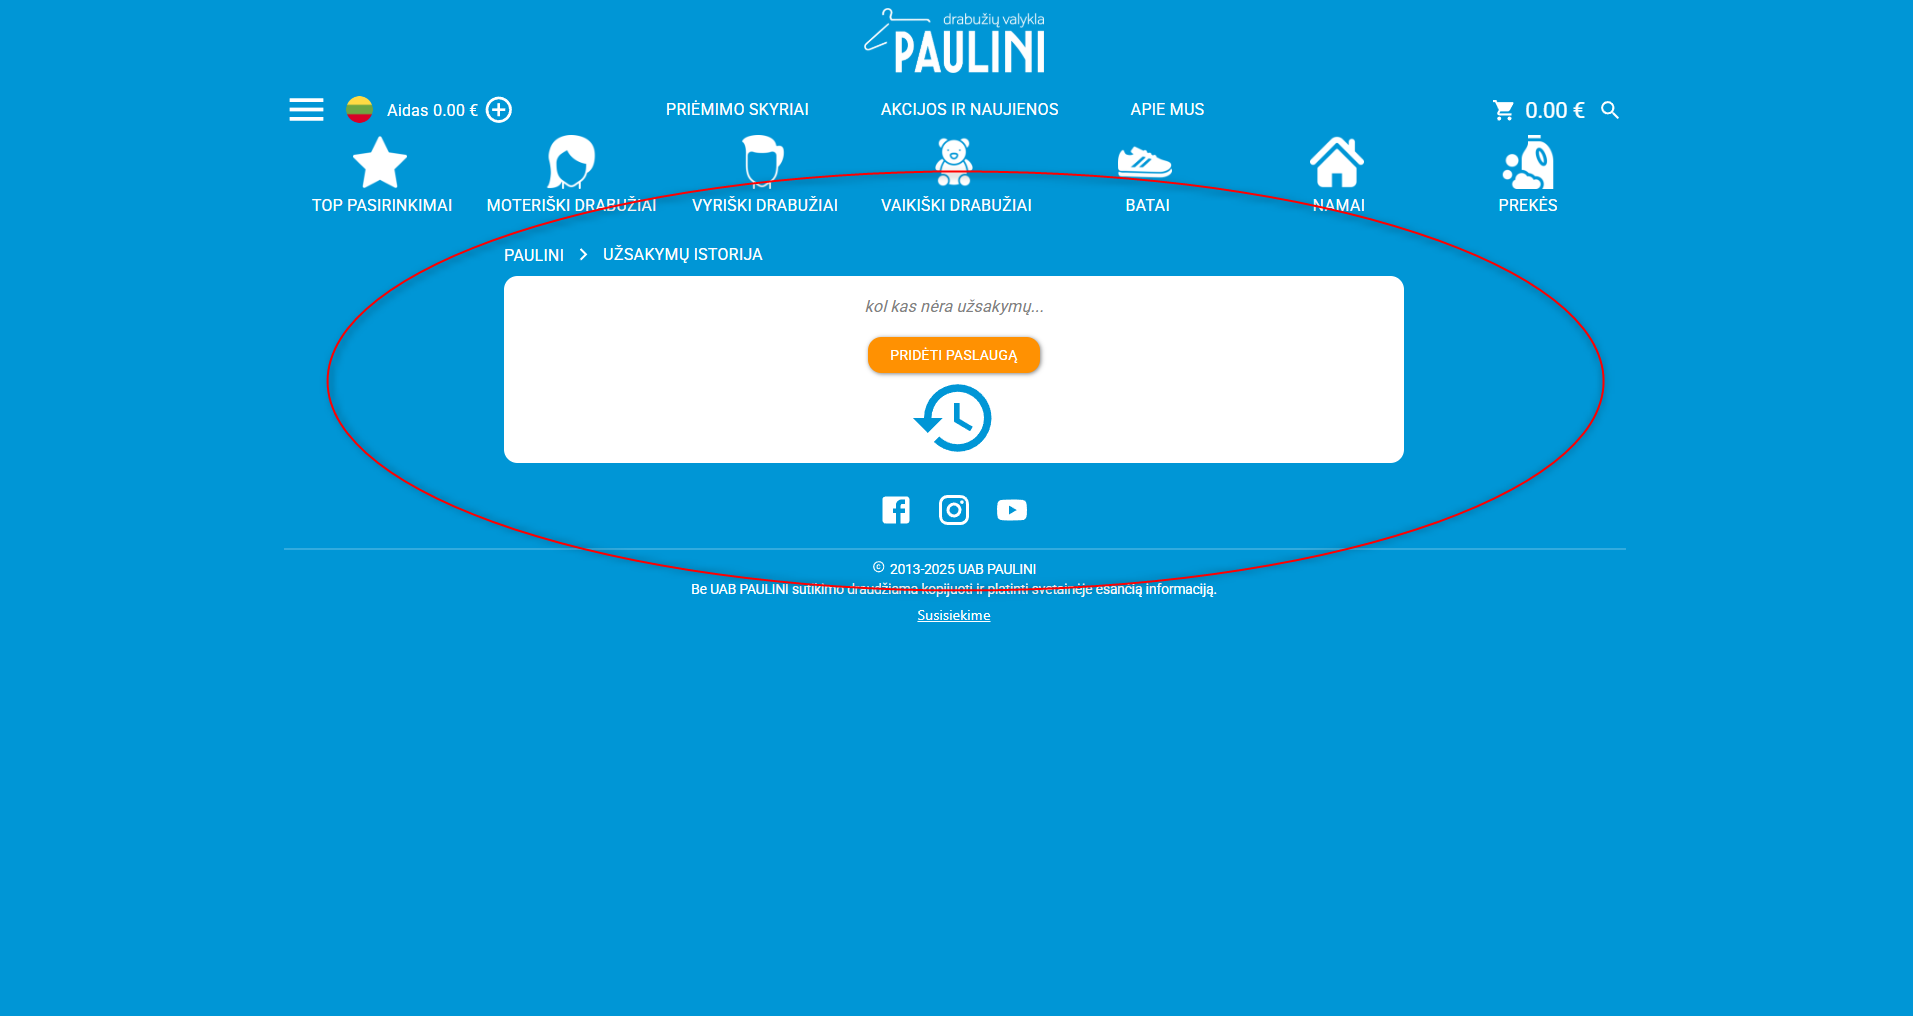 drabužių valykla
PAULINI
Aidas 0.00 €
PRIĖMIMO SKYRIAI
AKCIJOS IR NAUJIENOS
APIE MUS
0.00 €
TOP PASIRINKIMAI
MOTERIŠKI DRABUŽIAI
VYRIŠKI DRABUŽIAI
VAIKIŠKI DRABUŽIAI
BATAI
NAMAI
PREKĖS
PAULINI > UŽSAKYMŲ ISTORIJA
kol kas nėra užsakymų...
PRIDĖTI PASLAUGĄ
© 2013-2025 UAB PAULINI
Be UAB PAULINI sutikimo draudžiama kopijuoti ir platinti svetainėje esančią informaciją.
Susisiekime